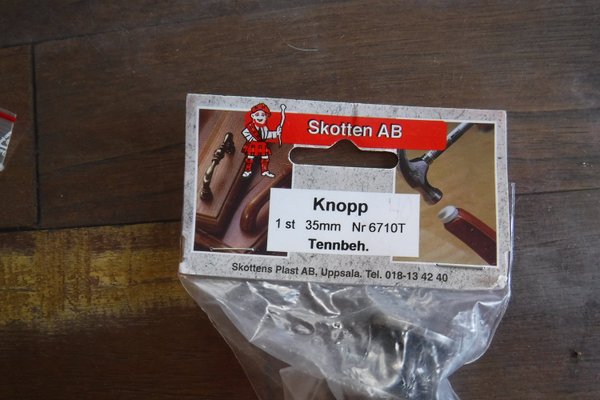 Skotten AB
Knopp
1 st 35mm Nr 6710T
Tennbeh.
Skottens Plast AB, Uppsala. Tel. 018-13 42 40